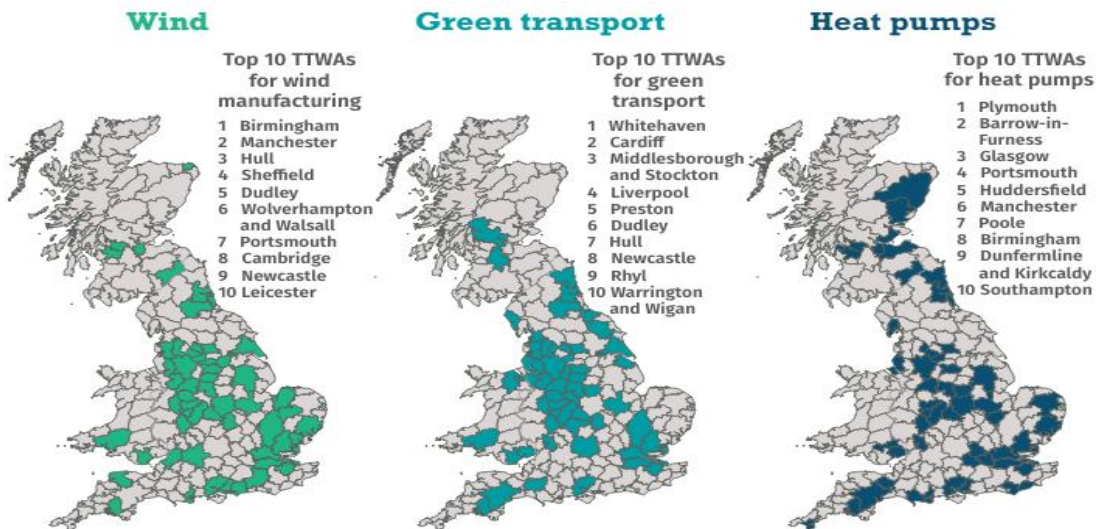 Wind
Top 10 TTWAs
for wind
manufacturing
1 Birmingham
2 Manchester
3 Hull
4 Sheffield
5 Dudley
6 Wolverhampton
and Walsall
7 Portsmouth
8 Cambridge
9 Newcastle
10 Leicester
Green transport
Top 10 TTWAs
for green
transport
1 Whitehaven
2 Cardiff
3 Middlesborough
and Stockton
4 Liverpool
5 Preston
6 Dudley
7 Hull
8 Newcastle
9 Rhyl
10 Warrington
and Wigan
Heat pumps
Top 10 TTWAs
for heat pumps
1 Plymouth
2 Barrow-in-
Furness
3 Glasgow
4 Portsmouth
5 Huddersfield
6 Manchester
7 Poole
8 Birmingham
9 Dunfermline
and Kirkcaldy
10 Southampton